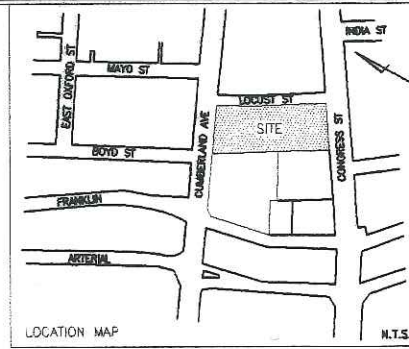 INDIA ST
MAYO ST
EAST OXFORD ST
LOCUST ST
CUMBERLAND AVE
SITE
CONGRESS ST
BOYD ST
FRANKLIN
ARTERIAL
LOCATION MAP
N.T.S.